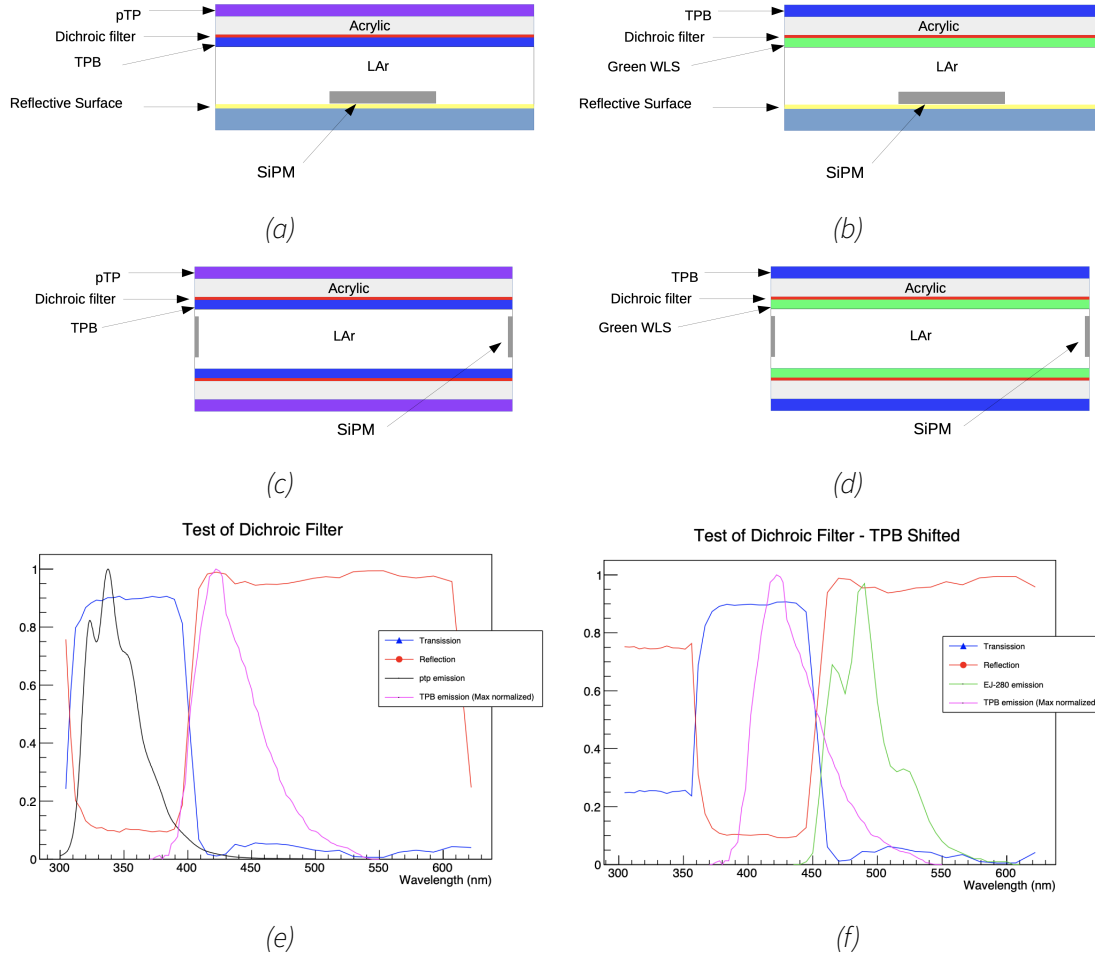 pTP
Acrylic
Dichroic filter
TPB
LAr
Reflective Surface
SiPM
(a)
TPB
Acrylic
Dichroic filter
Green WLS
LAr
Reflective Surface
SiPM
(b)
pTP
Acrylic
Dichroic filter
TPB
LAr
SiPM
(c)
TPB
Acrylic
Dichroic filter
Green WLS
LAr
SiPM
(d)
Test of Dichroic Filter
1
0.8
0.6
0.4
0.2
0
300 350 400 450 500 550 600
Wavelength (nm)
Transission
Reflection
ptp emission
TPB emission (Max normalized)
(e)
Test of Dichroic Filter - TPB Shifted
1
0.8
0.6
0.4
0.2
0
300 350 400 450 500 550 600
Wavelength (nm)
Transission
Reflection
EJ-280 emission
TPB emission (Max normalized)
(f)